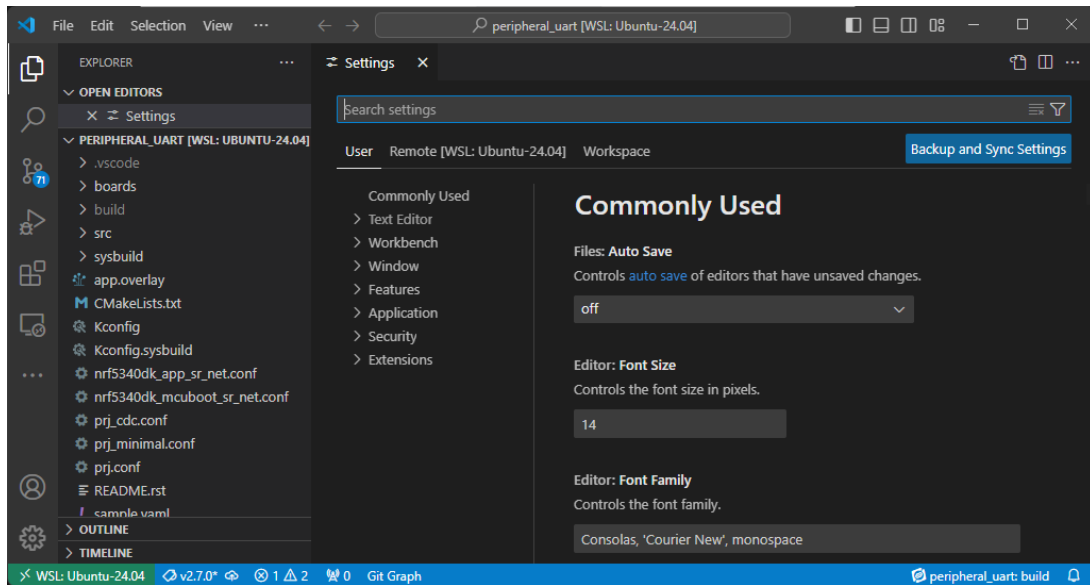 File Edit Selection View ··· peripheral_uart [WSL: Ubuntu-24.04]
EXPLORER ···
OPEN EDITORS
Settings
PERIPHERAL_UART [WSL: UBUNTU-24.04]
.vscode
boards
build
src
sysbuild
app.overlay
CMakeLists.txt
Kconfig
Kconfig.sysbuild
nrf5340dk_app_sr_net.conf
nrf5340dk_mcuboot_sr_net.conf
prj_cdc.conf
prj_minimal.conf
prj.conf
README.rst
sample.yaml
OUTLINE
TIMELINE
71
Settings
Search settings
User Remote [WSL: Ubuntu-24.04] Workspace
Backup and Sync Settings
Commonly Used
Text Editor
Workbench
Window
Features
Application
Security
Extensions
Commonly Used
Files: Auto Save
Controls auto save of editors that have unsaved changes.
off
Editor: Font Size
Controls the font size in pixels.
14
Editor: Font Family
Controls the font family.
Consolas, 'Courier New', monospace
WSL: Ubuntu-24.04 v2.7.0* 1 2 0 Git Graph peripheral_uart: build